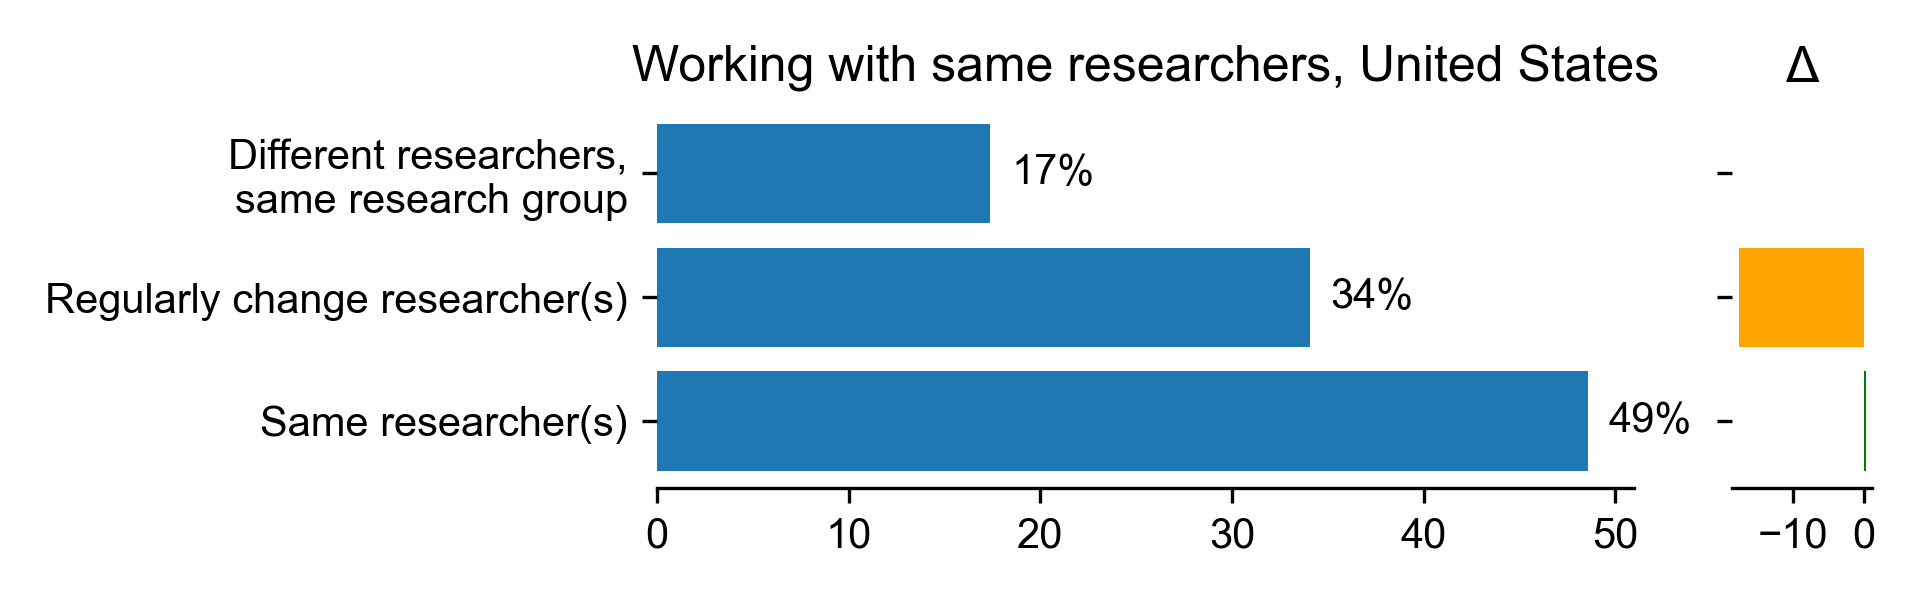 Working with same researchers, United States
Δ
Different researchers,
same research group
17%
Regularly change researcher(s)
34%
Same researcher(s)
49%
0 10 20 30 40 50
−10 0